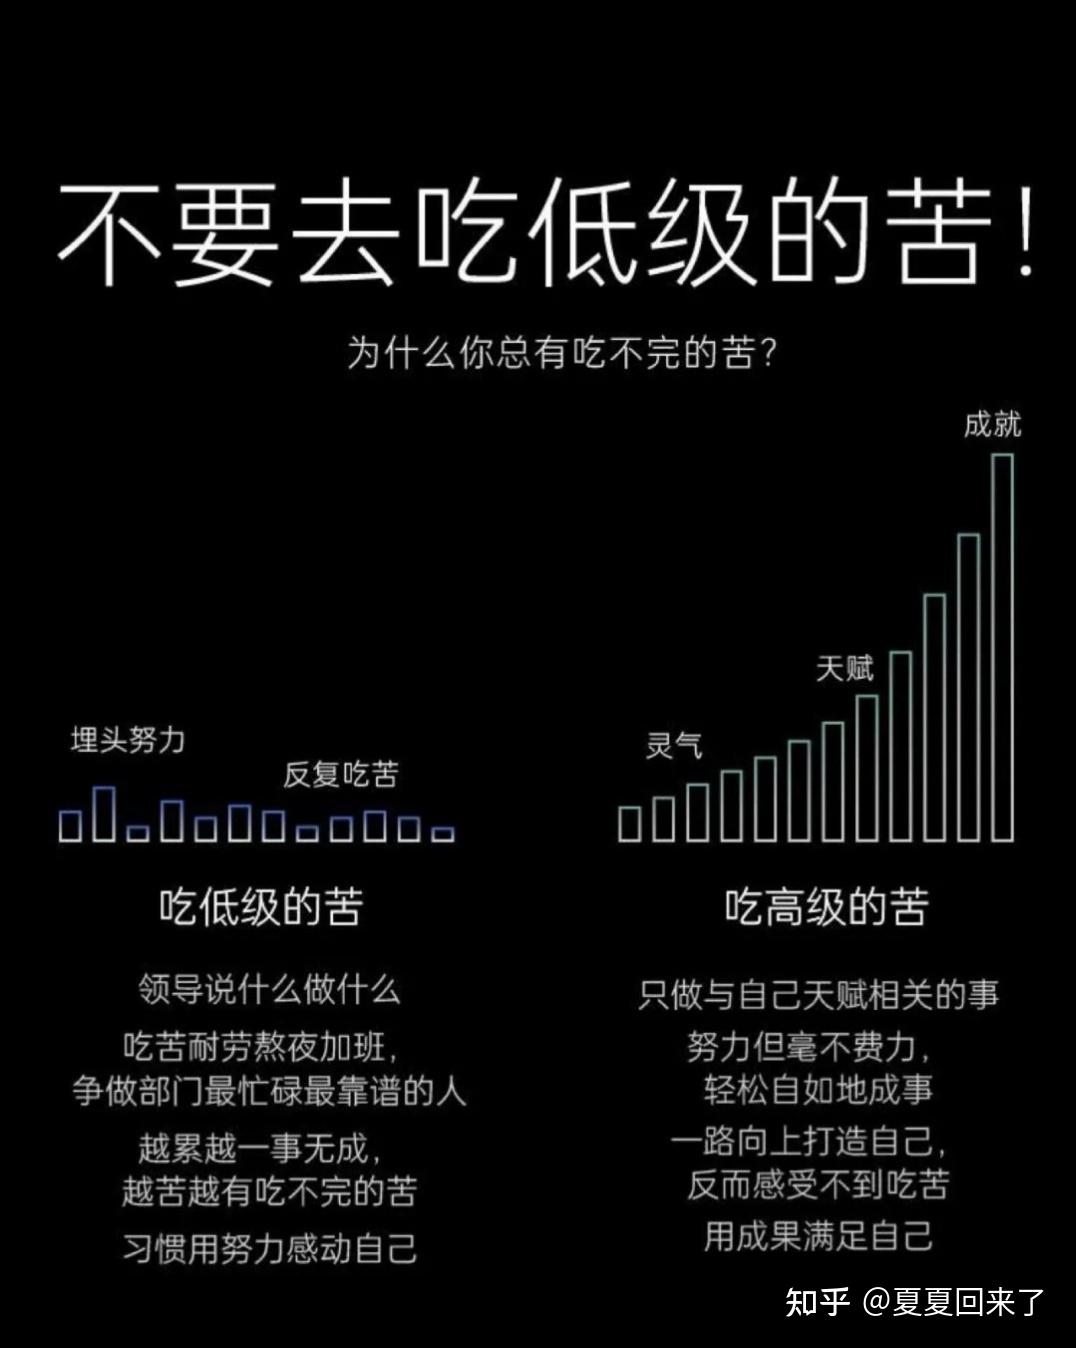 不要去吃低级的苦！
为什么你总有吃不完的苦？
成就
天赋
灵气
埋头努力
反复吃苦
吃低级的苦
领导说什么做什么
吃苦耐劳熬夜加班，
争做部门最忙碌最靠谱的人
越累越一事无成，
越苦越有吃不完的苦
习惯用努力感动自己
吃高级的苦
只做与自己天赋相关的事
努力但毫不费力，
轻松自如地成事
一路向上打造自己，
反而感受不到吃苦
用成果满足自己
知乎 @夏夏回来了